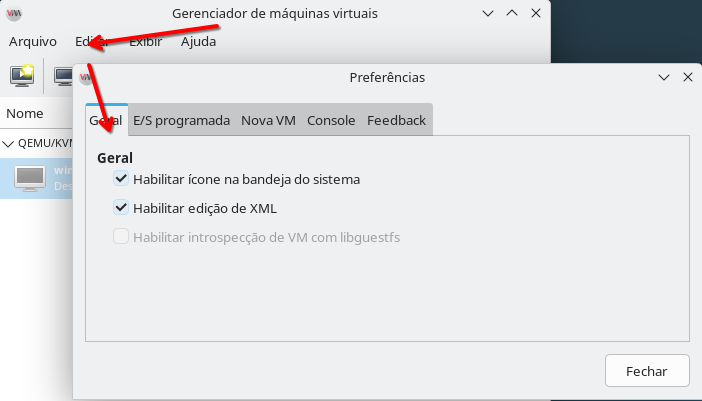 Gerenciador de máquinas virtuais
Arquivo Editar Exibir Ajuda
Preferências
Nome
Geral E/S programada Nova VM Console Feedback
QEMU/KV
Geral
win
Des
Habilitar ícone na bandeja do sistema
Habilitar edição de XML
Habilitar introspecção de VM com libguestfs
Fechar